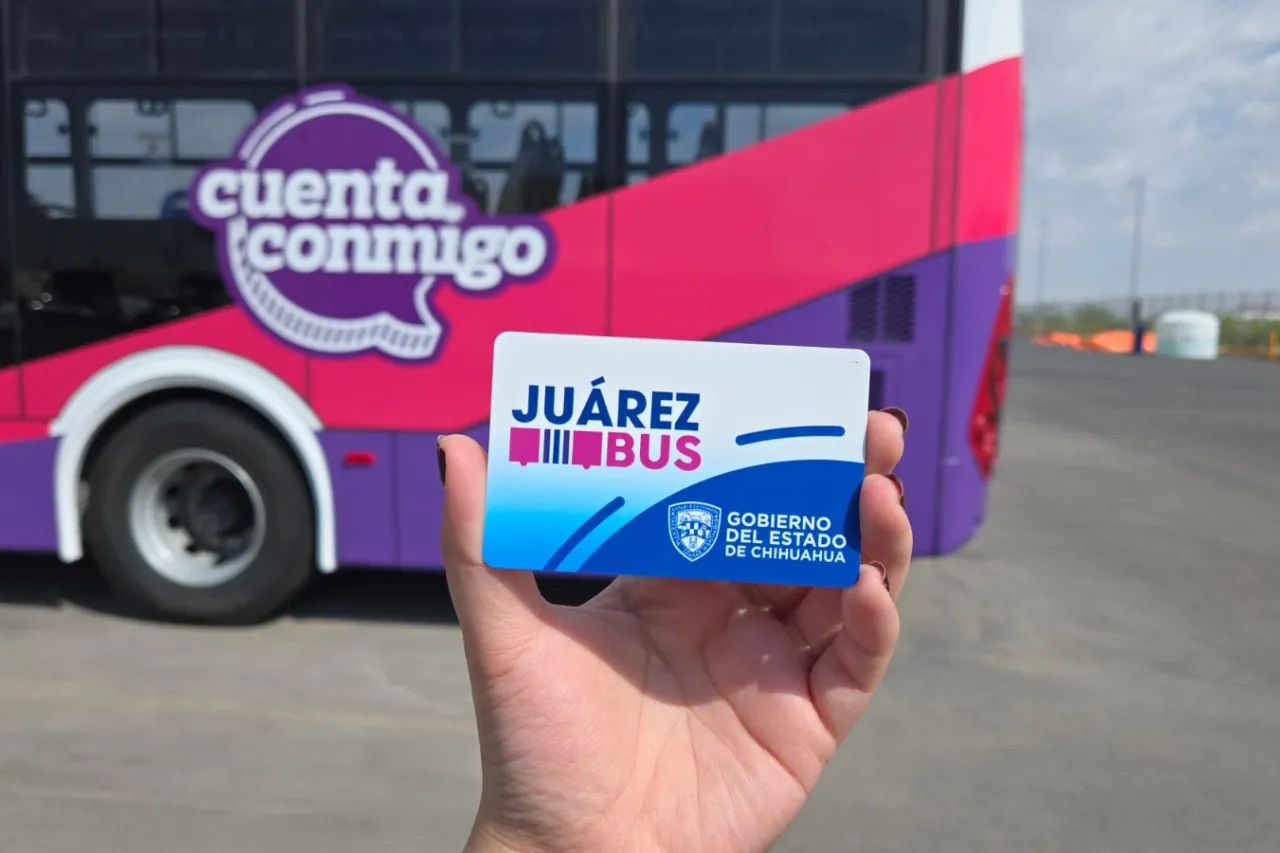 cuenta
conmigo
JUÁREZ
BUS
GOBIERNO
DEL ESTADO
DE CHIHUAHUA